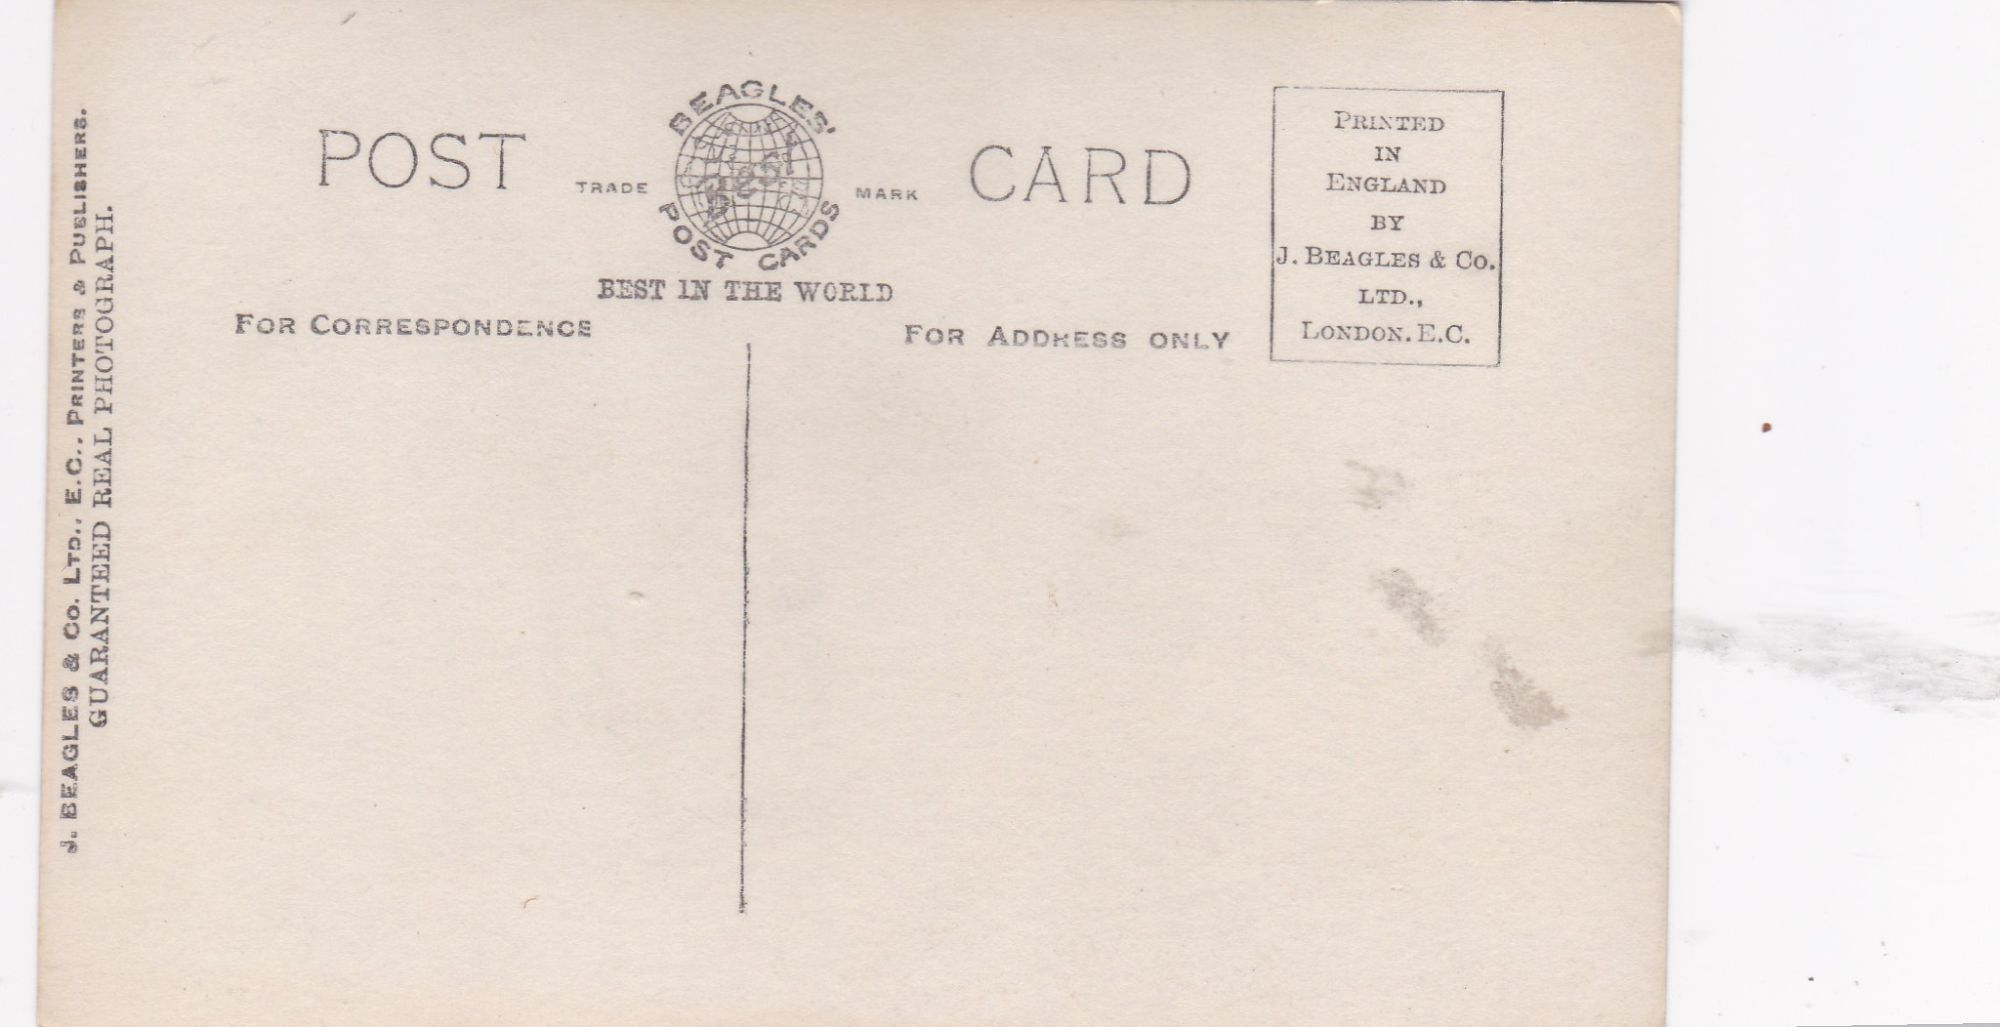 POST CARD
BEAGLES'
TRADE MARK
POST CARDS
BEST IN THE WORLD
FOR CORRESPONDENCE
FOR ADDRESS ONLY
PRINTED
IN
ENGLAND
BY
J. BEAGLES & CO.
LTD.,
LONDON. E.C.
J. BEAGLES & CO. LTD., E.C., PRINTERS & PUBLISHERS.
GUARANTEED REAL PHOTOGRAPH.